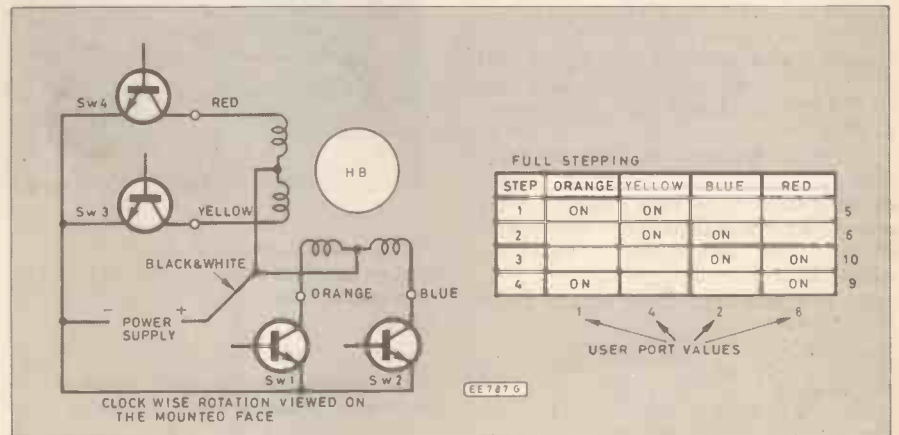 Sw4
RED
HB
Sw3
YELLOW
BLACK&WHITE
ORANGE
BLUE
- POWER +
SUPPLY
Sw1
Sw2
CLOCK WISE ROTATION VIEWED ON
THE MOUNTED FACE
EE787G
FULL STEPPING
STEP ORANGE YELLOW BLUE RED
1 ON ON 5
2 ON ON 6
3 ON ON 10
4 ON ON 9
1 4 2 8
USER PORT VALUES